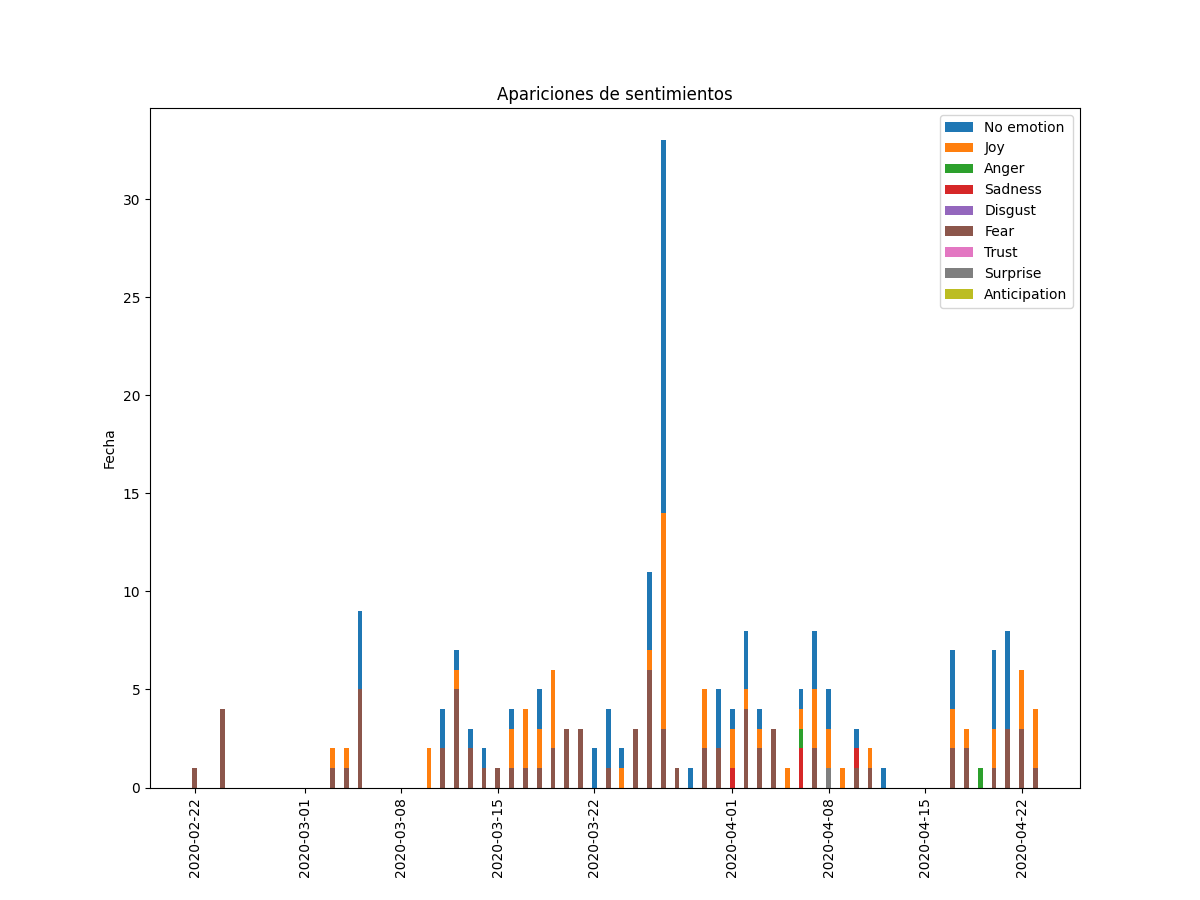 Apariciones de sentimientos
No emotion
Joy
Anger
Sadness
Disgust
Fear
Trust
Surprise
Anticipation
Fecha
30
25
20
15
10
5
0
2020-02-22
2020-03-01
2020-03-08
2020-03-15
2020-03-22
2020-04-01
2020-04-08
2020-04-15
2020-04-22